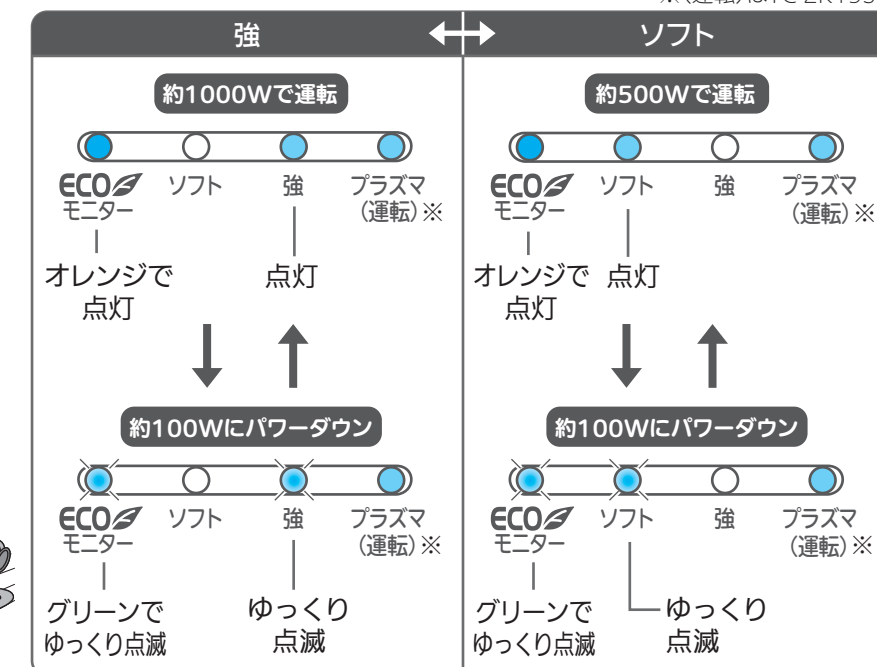 強 ソフト
約1000Wで運転
ECO ソフト 強 プラズマ
モニター (運転)※
オレンジで 点灯
点灯
約100Wにパワーダウン
ECO ソフト 強 プラズマ
モニター (運転)※
グリーンで ゆっくり
ゆっくり点滅 点滅
約500Wで運転
ECO ソフト 強 プラズマ
モニター (運転)※
オレンジで 点灯
点灯
約100Wにパワーダウン
ECO ソフト 強 プラズマ
モニター (運転)※
グリーンで ゆっくり
ゆっくり点滅 点滅